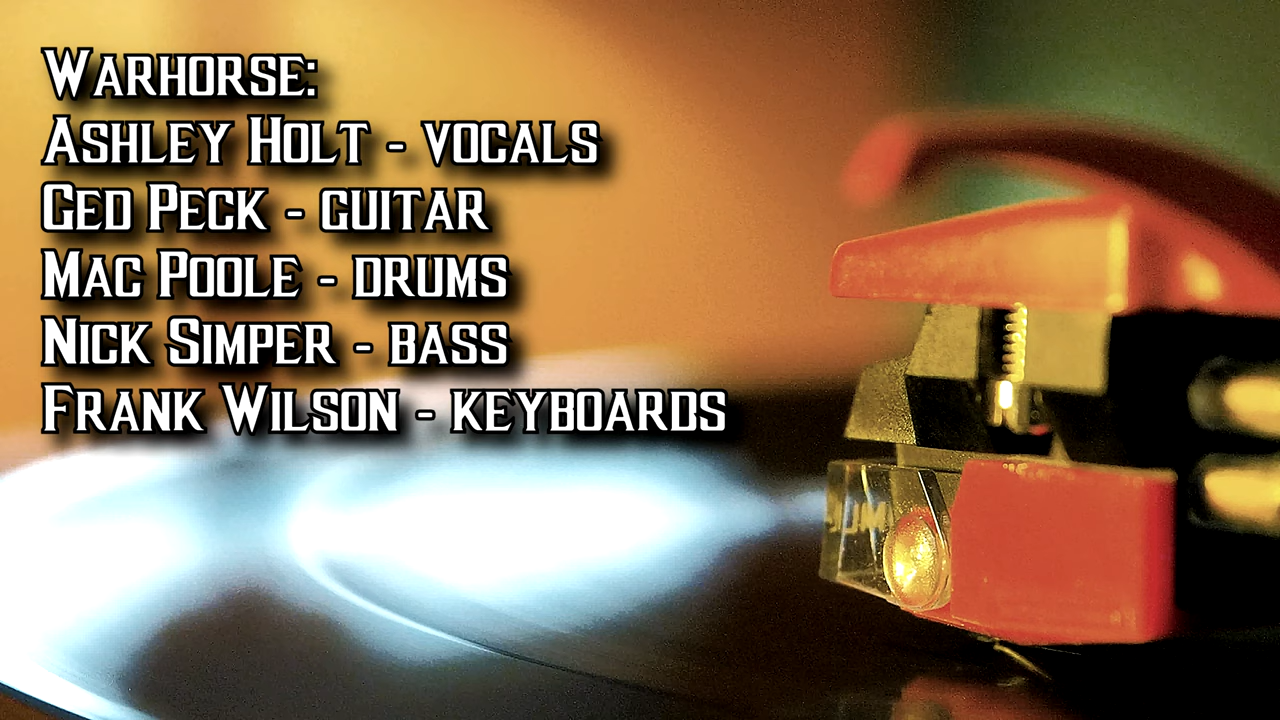 Warhorse:
Ashley Holt - vocals
Ged Peck - guitar
Mac Poole - drums
Nick Simper - bass
Frank Wilson - keyboards